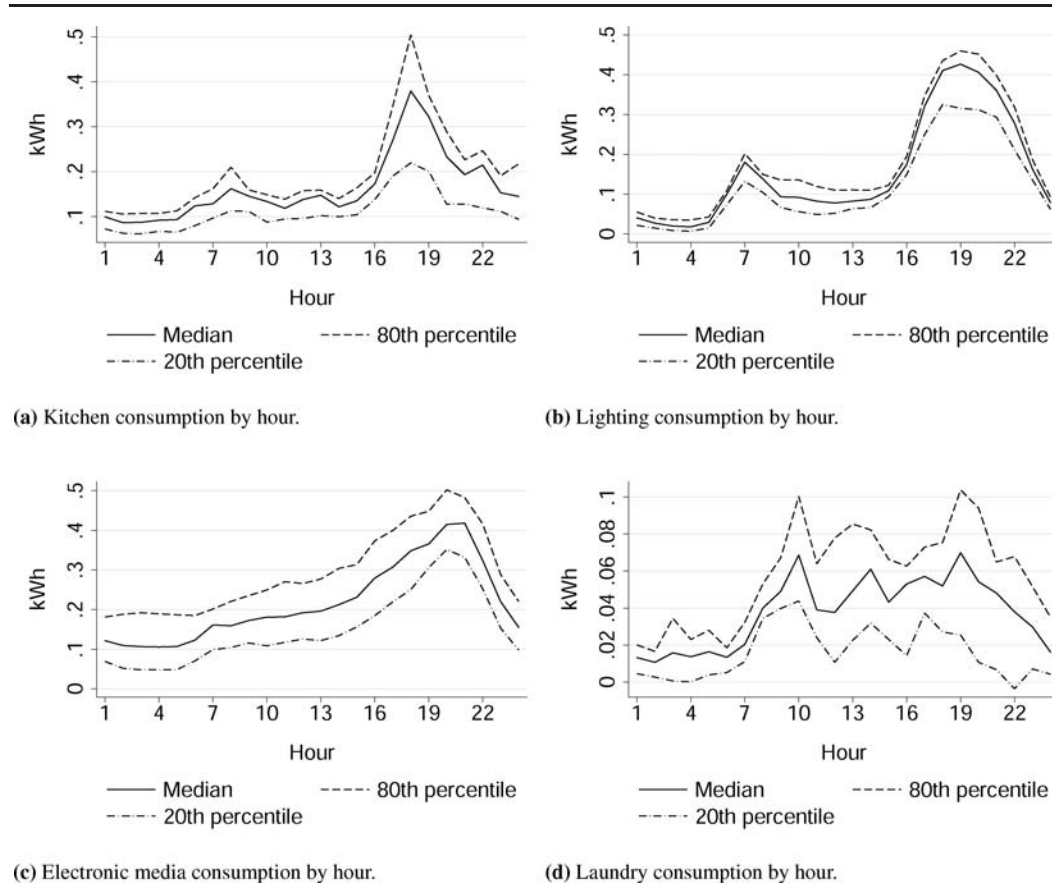 .5
.4
.3
.2
.1
kWh
1 4 7 10 13 16 19 22
Hour
Median 80th percentile
20th percentile
(a) Kitchen consumption by hour.
.5
.4
.3
.2
.1
0
kWh
1 4 7 10 13 16 19 22
Hour
Median 80th percentile
20th percentile
(b) Lighting consumption by hour.
.5
.4
.3
.2
.1
0
kWh
1 4 7 10 13 16 19 22
Hour
Median 80th percentile
20th percentile
(c) Electronic media consumption by hour.
.1
.08
.06
.04
.02
0
kWh
1 4 7 10 13 16 19 22
Hour
Median 80th percentile
20th percentile
(d) Laundry consumption by hour.